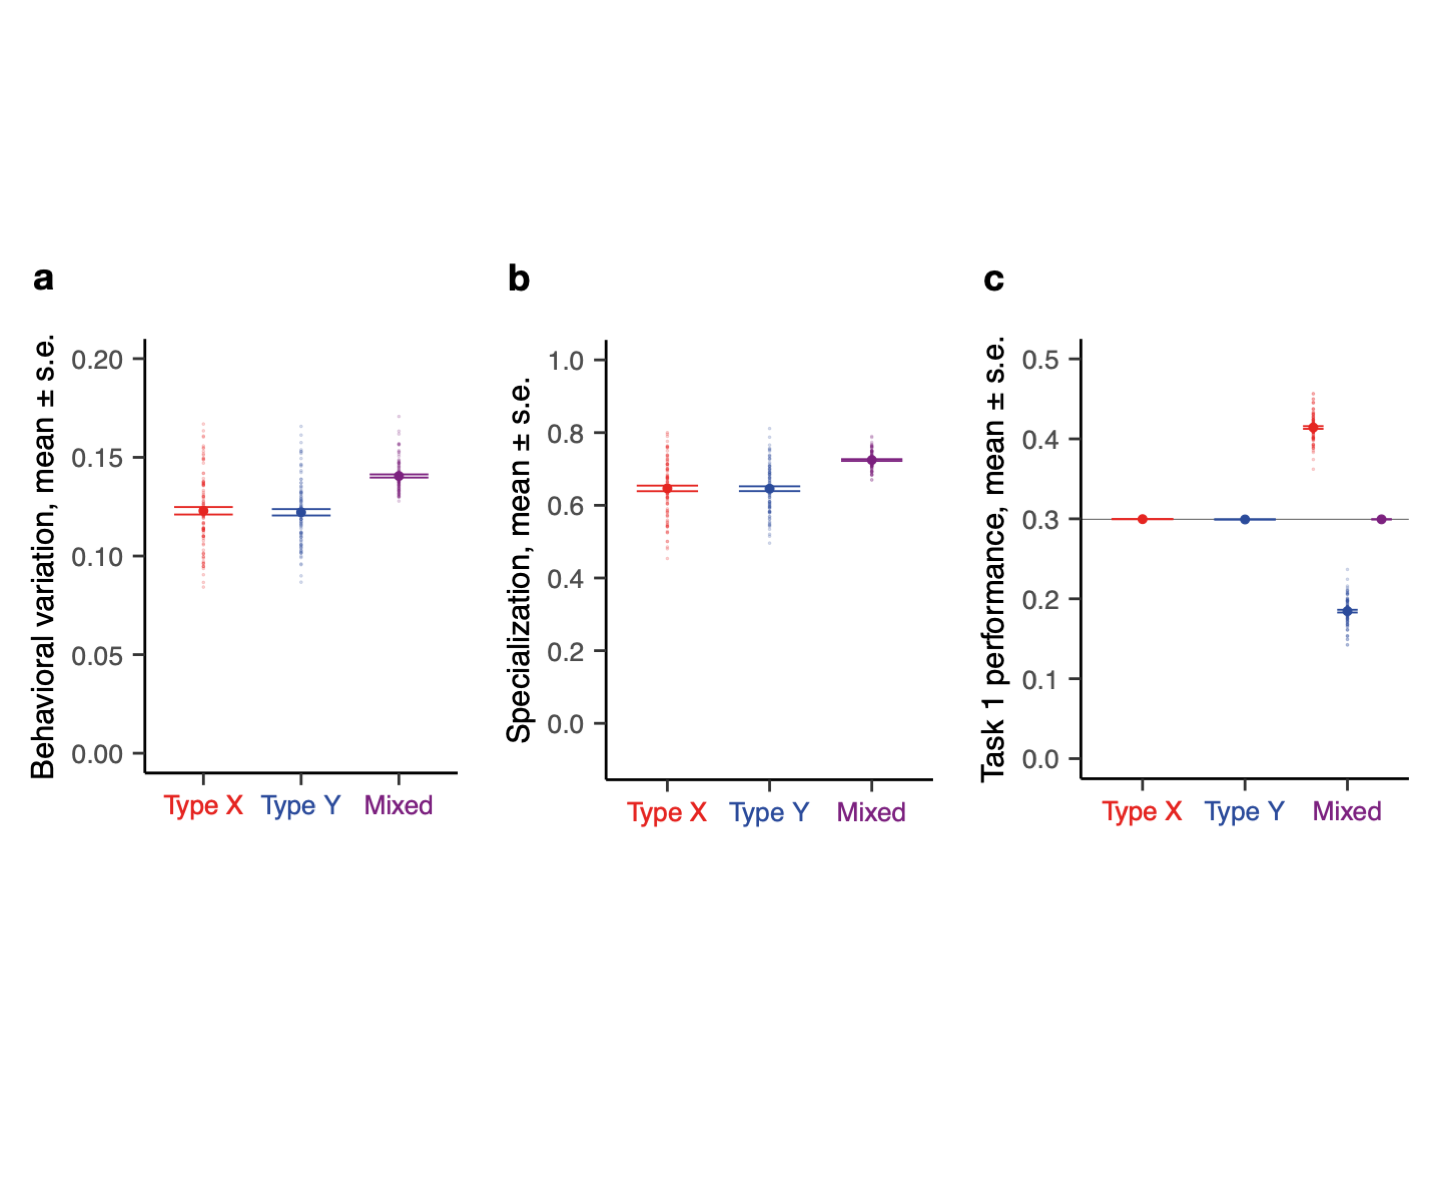 a
Behavioral variation, mean ± s.e.
0.20
0.15
0.10
0.05
0.00
Type X Type Y Mixed
b
Specialization, mean ± s.e.
1.0
0.8
0.6
0.4
0.2
0.0
Type X Type Y Mixed
c
Task 1 performance, mean ± s.e.
0.5
0.4
0.3
0.2
0.1
0.0
Type X Type Y Mixed